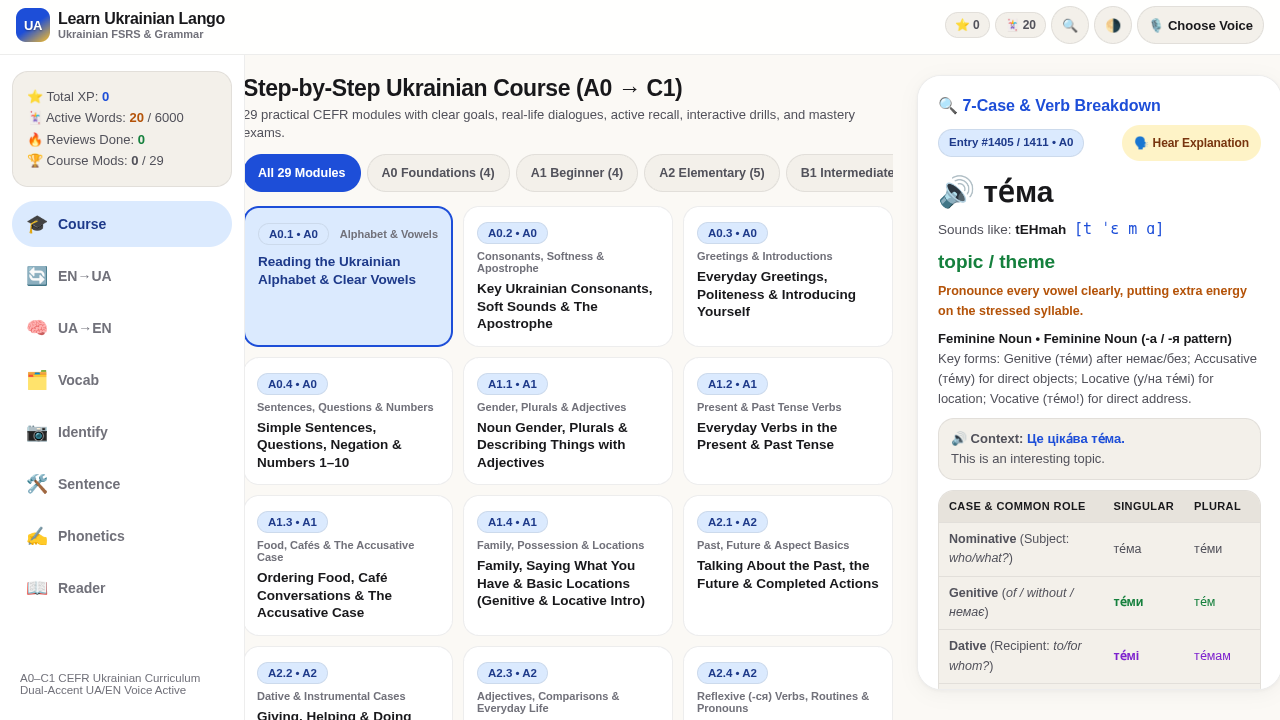 UA
Learn Ukrainian Lango
Ukrainian FSRS & Grammar
⭐ 0
🃏 20
🔍
🌗
🎙️ Choose Voice
⭐ Total XP: 0
🃏 Active Words: 20 / 6000
🔥 Reviews Done: 0
🏆 Course Mods: 0 / 29
🎓 Course
🔄 EN→UA
🧠 UA→EN
🗂️ Vocab
📷 Identify
🛠️ Sentence
✍️ Phonetics
📖 Reader
A0–C1 CEFR Ukrainian Curriculum
Dual-Accent UA/EN Voice Active
Step-by-Step Ukrainian Course (A0 → C1)
29 practical CEFR modules with clear goals, real-life dialogues, active recall, interactive drills, and mastery
exams.
All 29 Modules
A0 Foundations (4)
A1 Beginner (4)
A2 Elementary (5)
B1 Intermediate
A0.1 • A0
Alphabet & Vowels
Reading the Ukrainian
Alphabet & Clear Vowels
A0.2 • A0
Consonants, Softness &
Apostrophe
Key Ukrainian Consonants,
Soft Sounds & The
Apostrophe
A0.3 • A0
Greetings & Introductions
Everyday Greetings,
Politeness & Introducing
Yourself
A0.4 • A0
Sentences, Questions & Numbers
Simple Sentences,
Questions, Negation &
Numbers 1–10
A1.1 • A1
Gender, Plurals & Adjectives
Noun Gender, Plurals &
Describing Things with
Adjectives
A1.2 • A1
Present & Past Tense Verbs
Everyday Verbs in the
Present & Past Tense
A1.3 • A1
Food, Cafés & The Accusative
Case
Ordering Food, Café
Conversations & The
Accusative Case
A1.4 • A1
Family, Possession & Locations
Family, Saying What You
Have & Basic Locations
(Genitive & Locative Intro)
A2.1 • A2
Past, Future & Aspect Basics
Talking About the Past, the
Future & Completed Actions
A2.2 • A2
Dative & Instrumental Cases
Giving, Helping & Doing
A2.3 • A2
Adjectives, Comparisons &
Everyday Life
A2.4 • A2
Reflexive (-ся) Verbs, Routines &
Pronouns
🔍 7-Case & Verb Breakdown
Entry #1405 / 1411 • A0
🗣️ Hear Explanation
🔊 те́ма
Sounds like: tEHmah [t ˈɛ m ɑ]
topic / theme
Pronounce every vowel clearly, putting extra energy
on the stressed syllable.
Feminine Noun • Feminine Noun (-а / -я pattern)
Key forms: Genitive (те́ми) after немає/без; Accusative
(те́му) for direct objects; Locative (у/на те́мі) for
location; Vocative (те́мо!) for direct address.
🔊 Context: Це ціка́ва те́ма.
This is an interesting topic.
CASE & COMMON ROLE SINGULAR PLURAL
Nominative (Subject:
who/what?)
те́ма
те́ми
Genitive (of / without /
немає)
те́ми
те́м
Dative (Recipient: to/for
whom?)
те́мі
те́мам